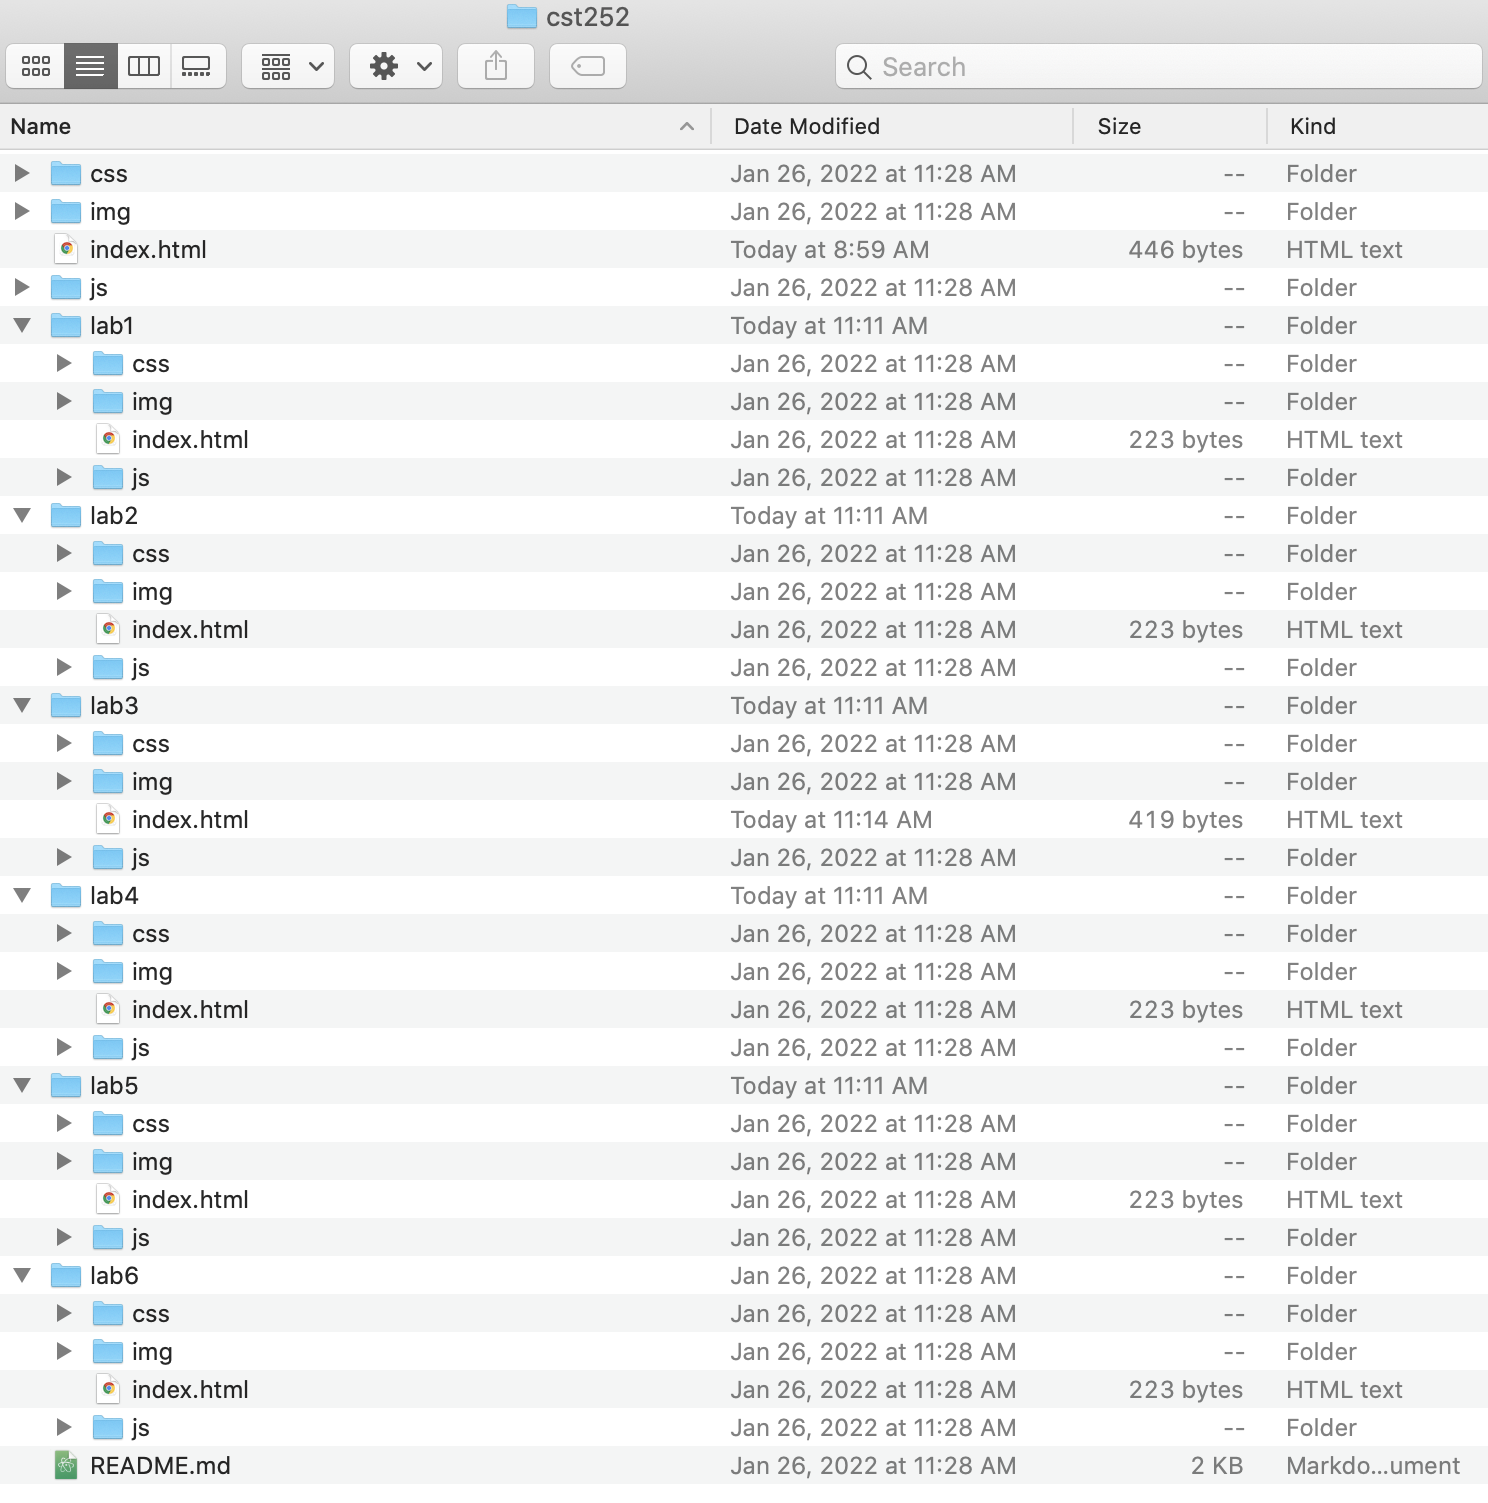 cst252
Search
Name Date Modified Size Kind
css Jan 26, 2022 at 11:28 AM -- Folder
img Jan 26, 2022 at 11:28 AM -- Folder
index.html Today at 8:59 AM 446 bytes HTML text
js Jan 26, 2022 at 11:28 AM -- Folder
lab1 Today at 11:11 AM -- Folder
css Jan 26, 2022 at 11:28 AM -- Folder
img Jan 26, 2022 at 11:28 AM -- Folder
index.html Jan 26, 2022 at 11:28 AM 223 bytes HTML text
js Jan 26, 2022 at 11:28 AM -- Folder
lab2 Today at 11:11 AM -- Folder
css Jan 26, 2022 at 11:28 AM -- Folder
img Jan 26, 2022 at 11:28 AM -- Folder
index.html Jan 26, 2022 at 11:28 AM 223 bytes HTML text
js Jan 26, 2022 at 11:28 AM -- Folder
lab3 Today at 11:11 AM -- Folder
css Jan 26, 2022 at 11:28 AM -- Folder
img Jan 26, 2022 at 11:28 AM -- Folder
index.html Today at 11:14 AM 419 bytes HTML text
js Jan 26, 2022 at 11:28 AM -- Folder
lab4 Today at 11:11 AM -- Folder
css Jan 26, 2022 at 11:28 AM -- Folder
img Jan 26, 2022 at 11:28 AM -- Folder
index.html Jan 26, 2022 at 11:28 AM 223 bytes HTML text
js Jan 26, 2022 at 11:28 AM -- Folder
lab5 Today at 11:11 AM -- Folder
css Jan 26, 2022 at 11:28 AM -- Folder
img Jan 26, 2022 at 11:28 AM -- Folder
index.html Jan 26, 2022 at 11:28 AM 223 bytes HTML text
js Jan 26, 2022 at 11:28 AM -- Folder
lab6 Jan 26, 2022 at 11:28 AM -- Folder
css Jan 26, 2022 at 11:28 AM -- Folder
img Jan 26, 2022 at 11:28 AM -- Folder
index.html Jan 26, 2022 at 11:28 AM 223 bytes HTML text
js Jan 26, 2022 at 11:28 AM -- Folder
README.md Jan 26, 2022 at 11:28 AM 2 KB Markdo...ument